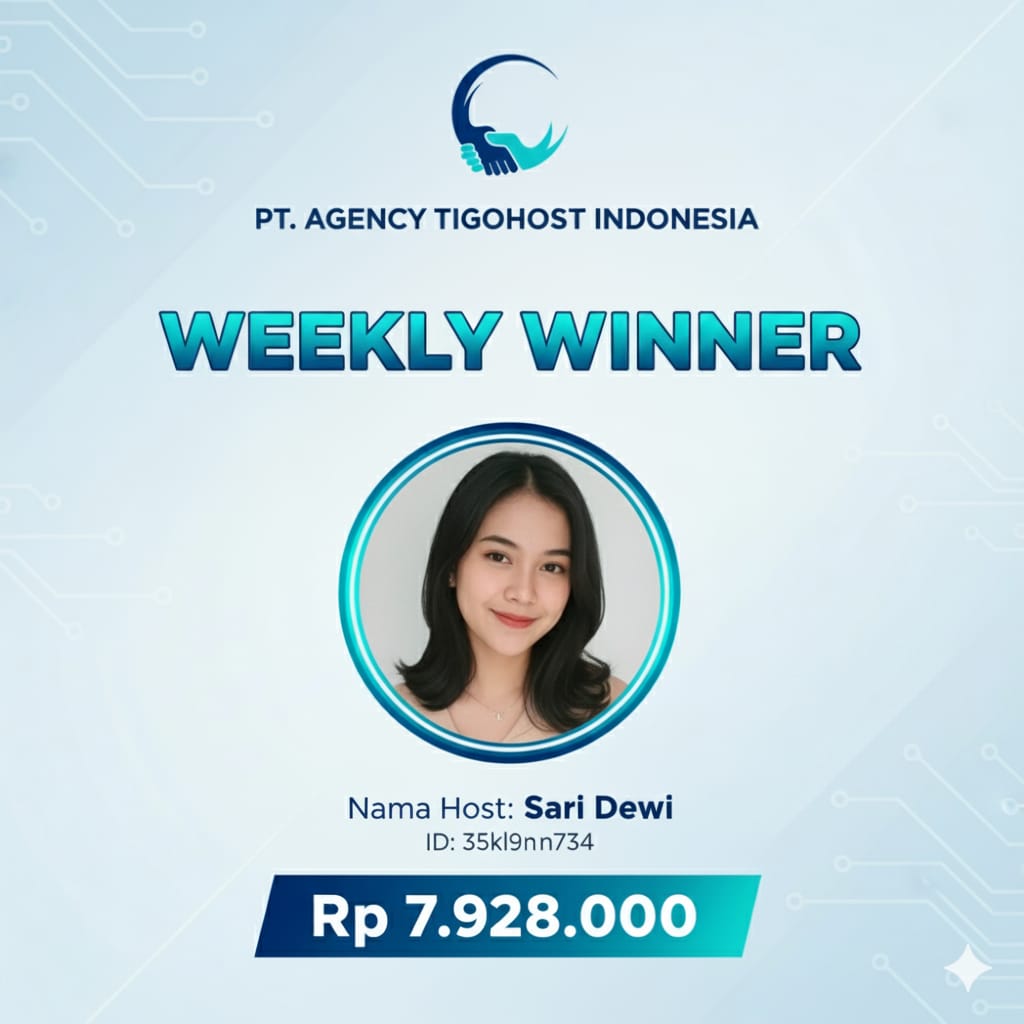 PT. AGENCY TIGOHOST INDONESIA
WEEKLY WINNER
Nama Host: Sari Dewi
ID: 35kl9nn734
Rp 7.928.000